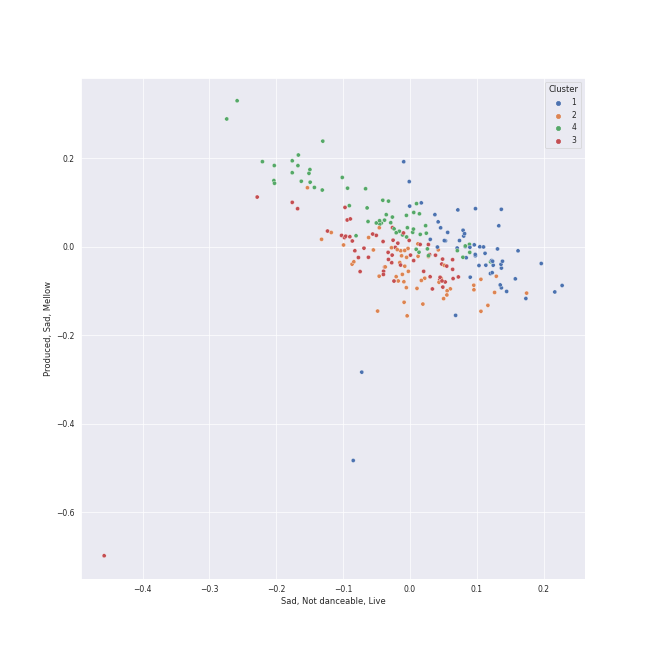 Cluster
1
2
4
3
0.2
0.0
−0.2
−0.4
−0.6
Produced, Sad, Mellow
−0.4 −0.3 −0.2 −0.1 0.0 0.1 0.2
Sad, Not danceable, Live